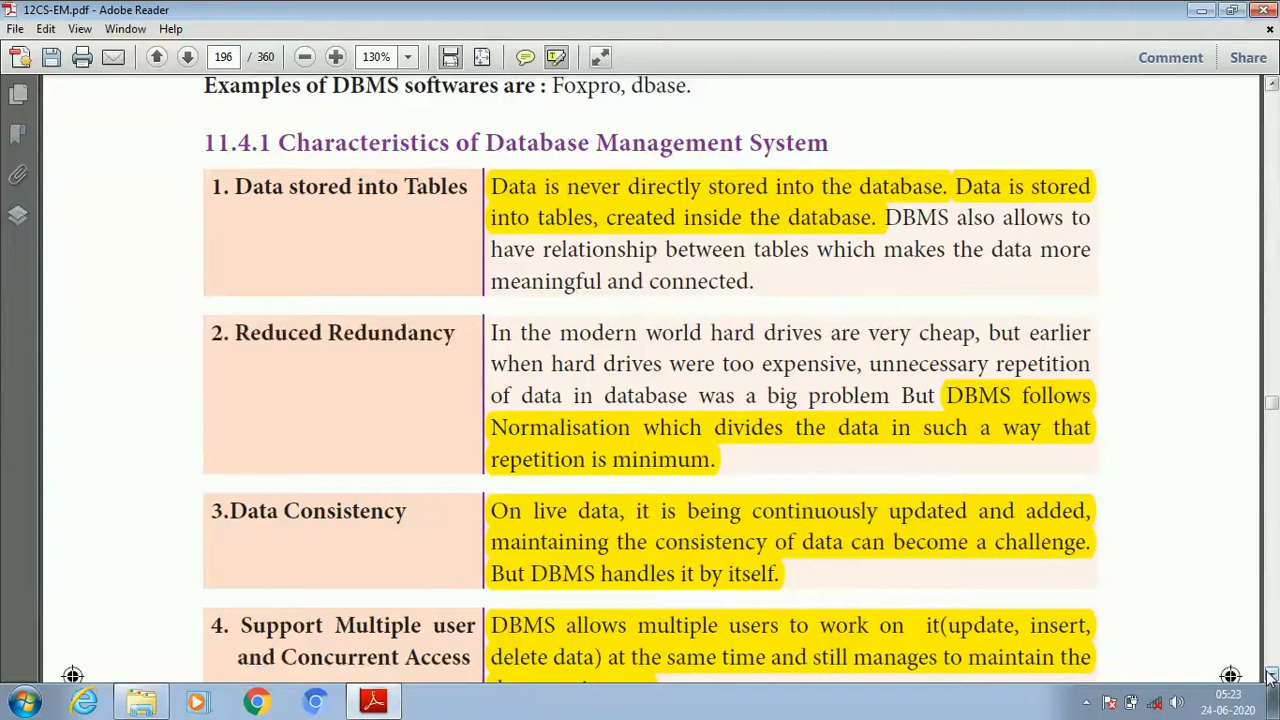 12CS-EM.pdf - Adobe Reader
File Edit View Window Help
196 / 360 130% Comment Share
Examples of DBMS softwares are : Foxpro, dbase.
11.4.1 Characteristics of Database Management System
1. Data stored into Tables
Data is never directly stored into the database. Data is stored
into tables, created inside the database. DBMS also allows to
have relationship between tables which makes the data more
meaningful and connected.
2. Reduced Redundancy
In the modern world hard drives are very cheap, but earlier
when hard drives were too expensive, unnecessary repetition
of data in database was a big problem But DBMS follows
Normalisation which divides the data in such a way that
repetition is minimum.
3.Data Consistency
On live data, it is being continuously updated and added,
maintaining the consistency of data can become a challenge.
But DBMS handles it by itself.
4. Support Multiple user
and Concurrent Access
DBMS allows multiple users to work on it(update, insert,
delete data) at the same time and still manages to maintain the
05:23
24-06-2020